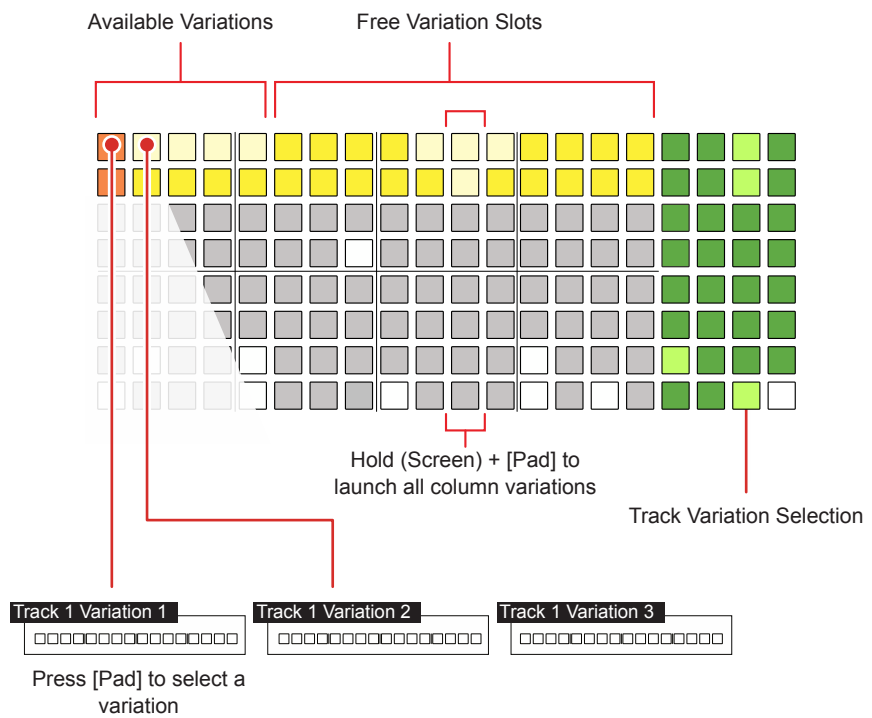 Available Variations
Free Variation Slots
Hold (Screen) + [Pad] to
launch all column variations
Track Variation Selection
Track 1 Variation 1
Track 1 Variation 2
Track 1 Variation 3
Press [Pad] to select a
variation